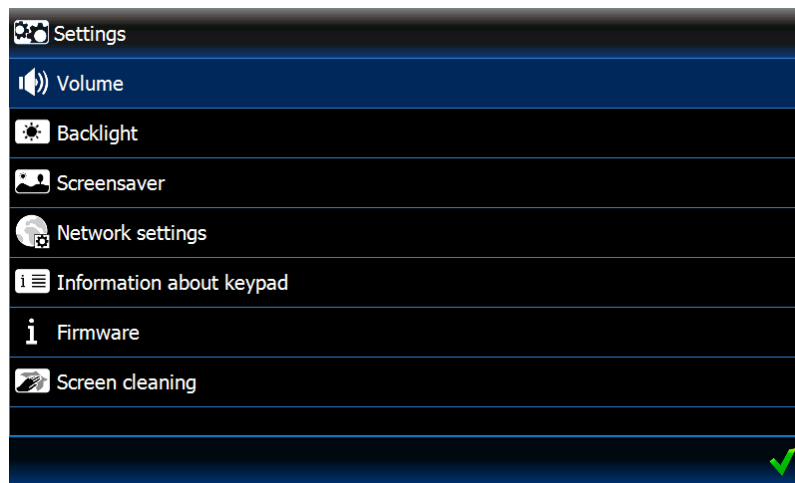 Settings
Volume
Backlight
Screensaver
Network settings
Information about keypad
Firmware
Screen cleaning